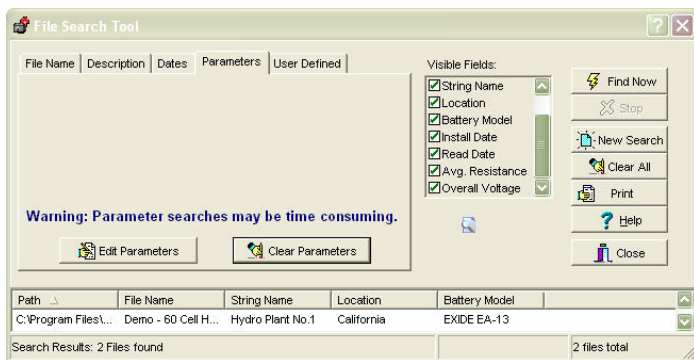 File Search Tool
File Name Description Dates Parameters User Defined
Warning: Parameter searches may be time consuming.
Edit Parameters Clear Parameters
Visible Fields:
String Name
Location
Battery Model
Install Date
Read Date
Avg. Resistance
Overall Voltage
Find Now
Stop
New Search
Clear All
Print
Help
Close
Path File Name String Name Location Battery Model
C:\Program Files\... Demo - 60 Cell H... Hydro Plant No.1 California EXIDE EA-13
Search Results: 2 Files found 2 files total